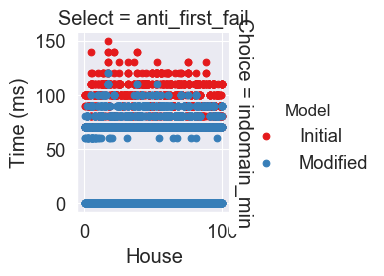 Select = anti_first_fail
150
100
50
0
Time (ms)
0
100
House
Choice = indomain_min
Model
Initial
Modified